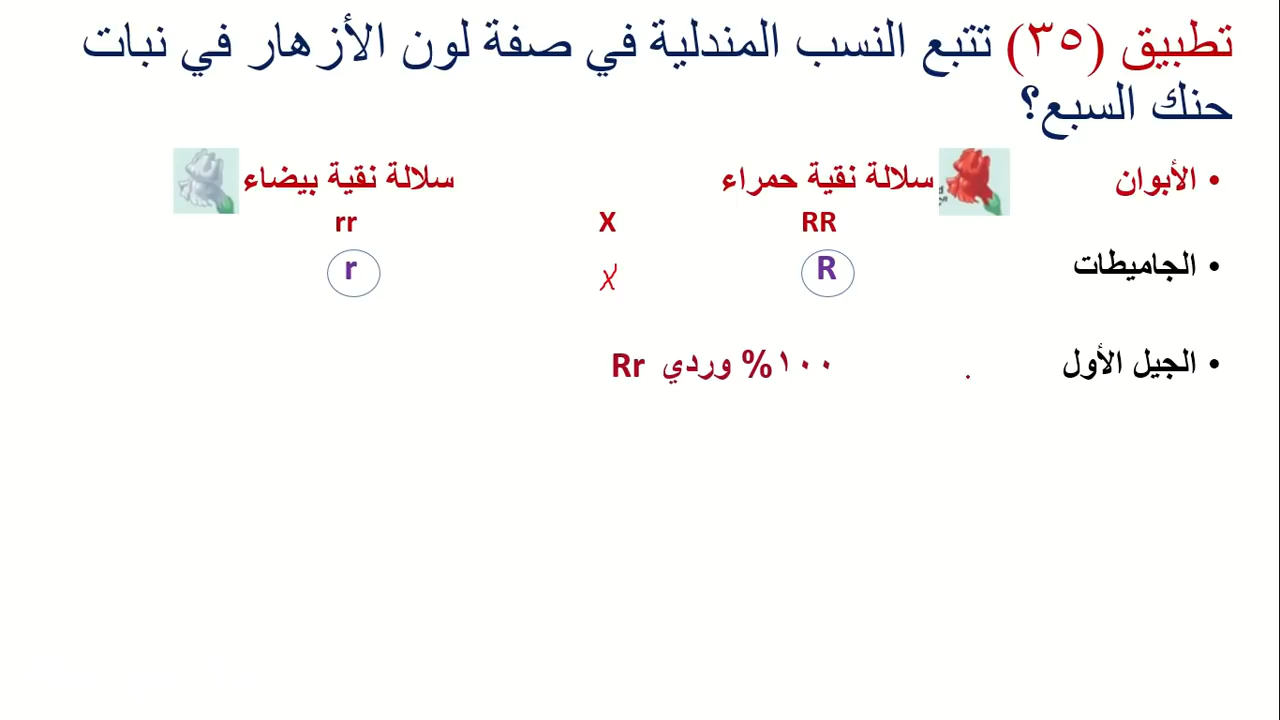 تطبيق (٣٥) تتبع النسب المندلية في صفة لون الأزهار في نبات
حنك السبع؟
• الأبوان سلالة نقية حمراء سلالة نقية بيضاء
RR X rr
• الجاميطات R X r
• الجيل الأول ١٠٠% وردي Rr